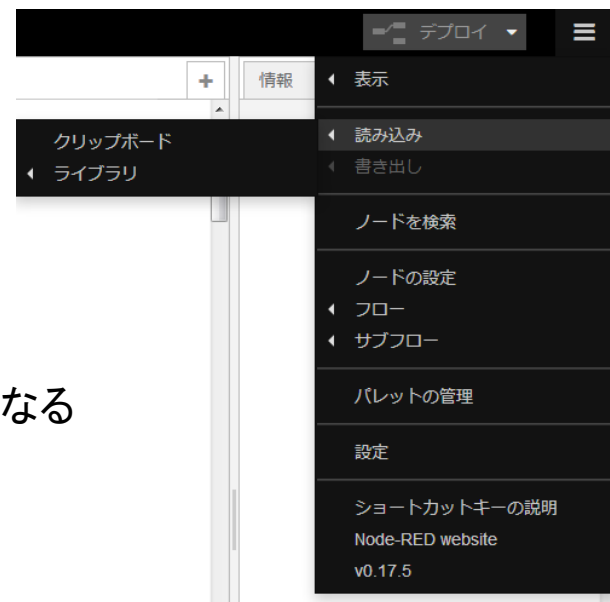 デプロイ
+
情報
表示
クリップボード
ライブラリ
読み込み
書き出し
ノードを検索
ノードの設定
フロー
サブフロー
なる
パレットの管理
設定
ショートカットキーの説明
Node-RED website
v0.17.5